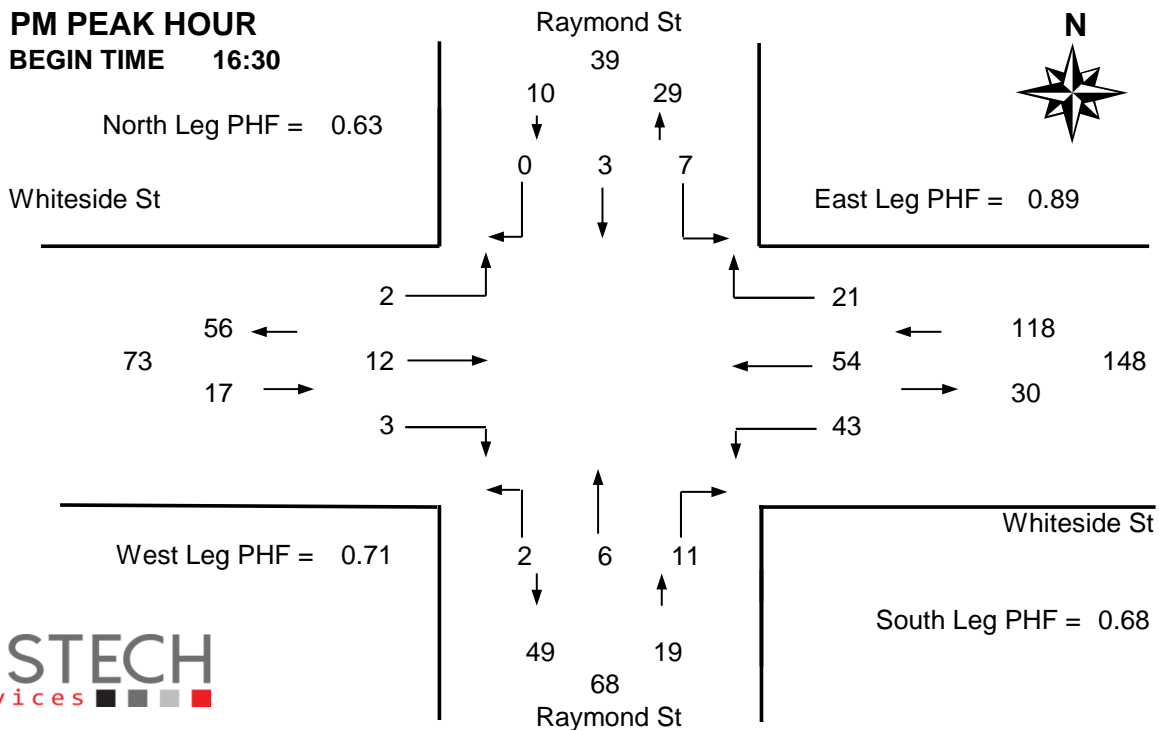 PM PEAK HOUR
Raymond St
N
BEGIN TIME 16:30
39
10 29
North Leg PHF = 0.63
0 3 7
Whiteside St
East Leg PHF = 0.89
2
21
56
118
73
12
54
148
17
30
3
43
Whiteside St
West Leg PHF = 0.71
2 6 11
South Leg PHF = 0.68
49 19
68
Raymond St
STECH
vices